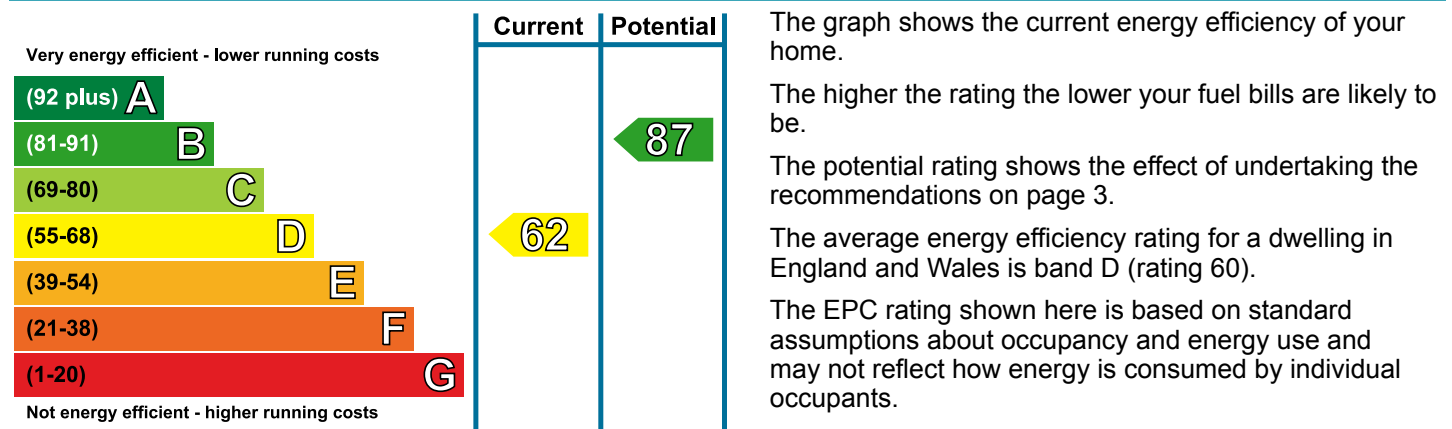 Current Potential
Very energy efficient - lower running costs
(92 plus) A
(81-91) B
87
(69-80) C
(55-68) D
62
(39-54) E
(21-38) F
(1-20) G
Not energy efficient - higher running costs
The graph shows the current energy efficiency of your
home.
The higher the rating the lower your fuel bills are likely to
be.
The potential rating shows the effect of undertaking the
recommendations on page 3.
The average energy efficiency rating for a dwelling in
England and Wales is band D (rating 60).
The EPC rating shown here is based on standard
assumptions about occupancy and energy use and
may not reflect how energy is consumed by individual
occupants.